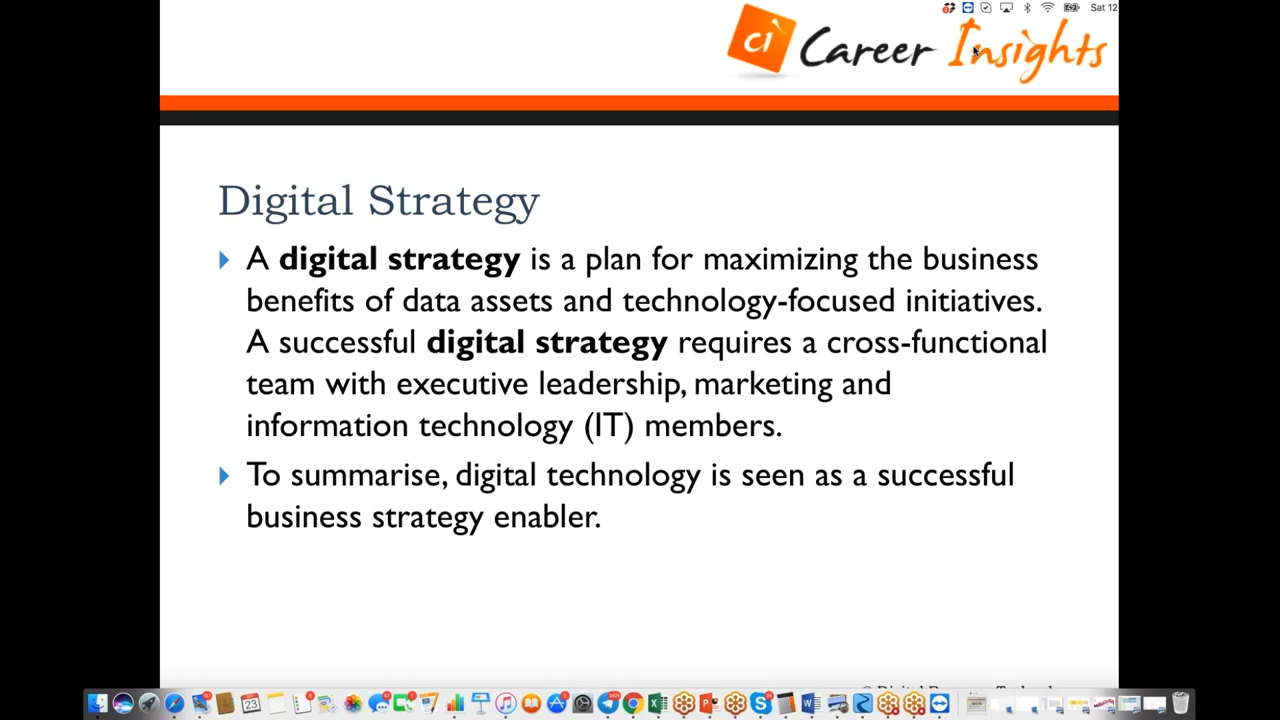 Sat 12
ci Career Insights
Digital Strategy
A digital strategy is a plan for maximizing the business
benefits of data assets and technology-focused initiatives.
A successful digital strategy requires a cross-functional
team with executive leadership, marketing and
information technology (IT) members.
To summarise, digital technology is seen as a successful
business strategy enabler.
23